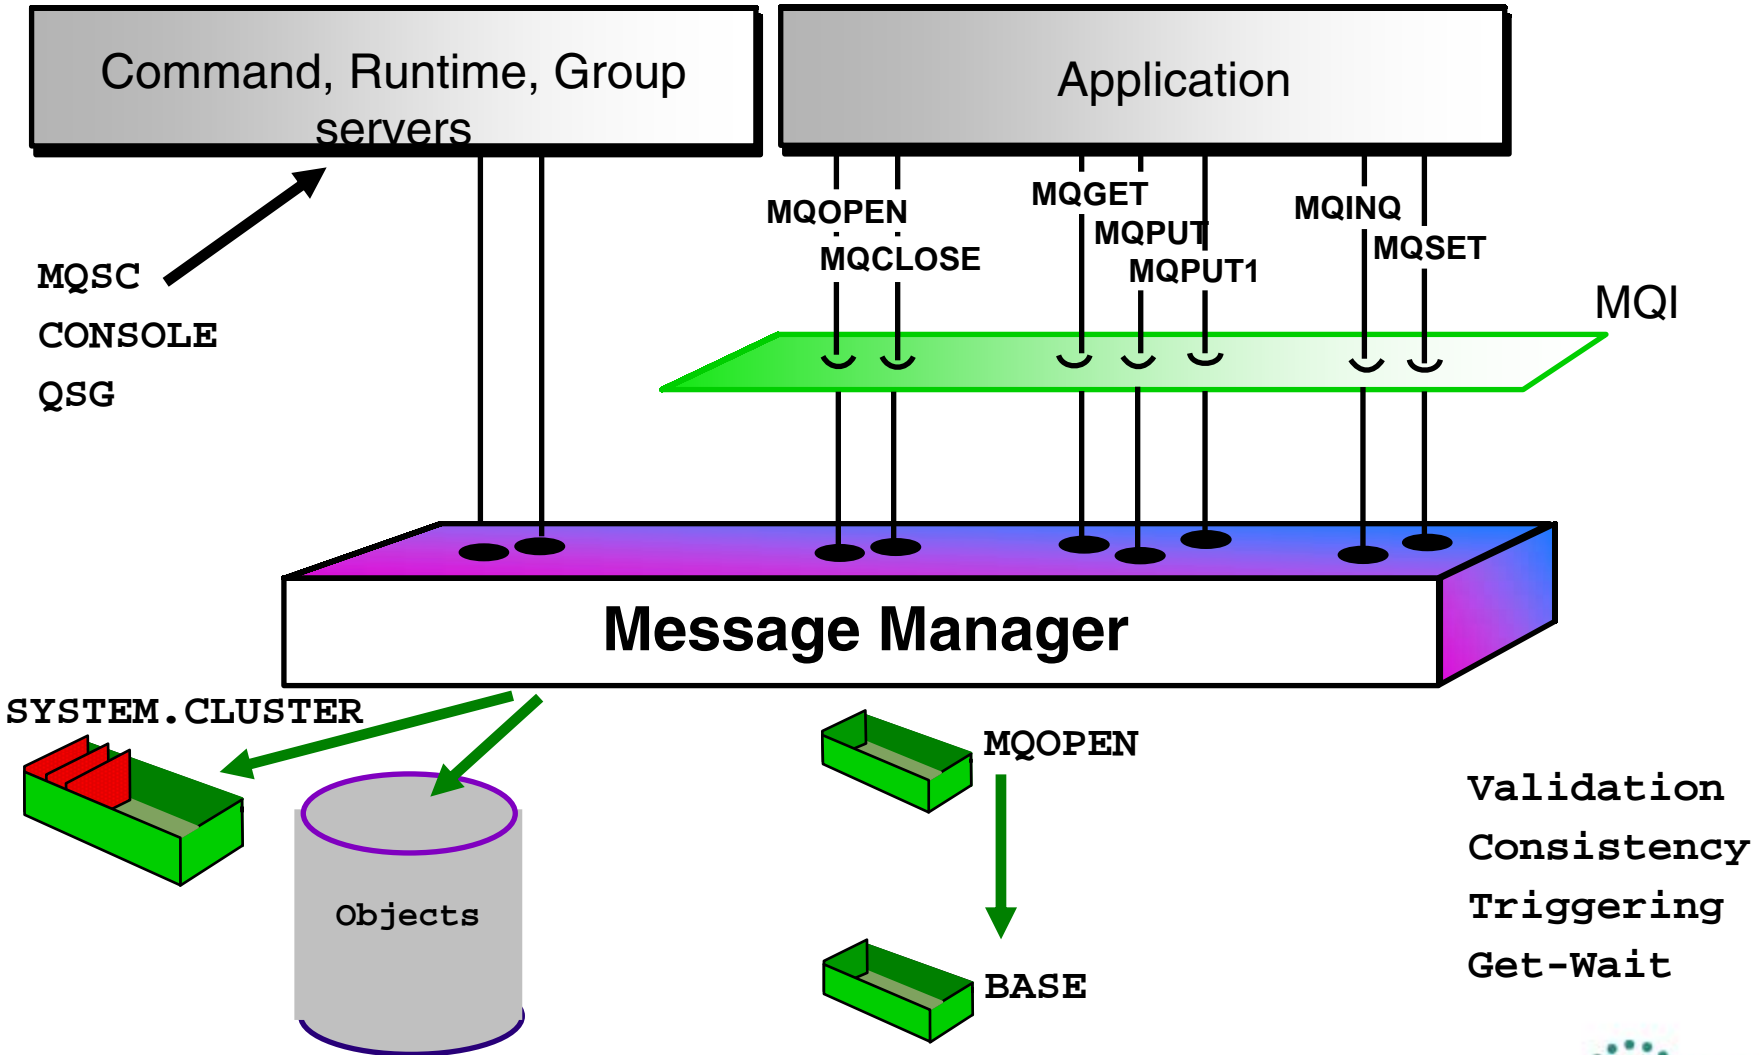 Command, Runtime, Group
servers
Application
MQSC
CONSOLE
QSG
MQOPEN
MQCLOSE
MQGET
MQPUT
MQPUT1
MQINQ
MQSET
MQI
Message Manager
SYSTEM.CLUSTER
Objects
MQOPEN
BASE
Validation
Consistency
Triggering
Get-Wait